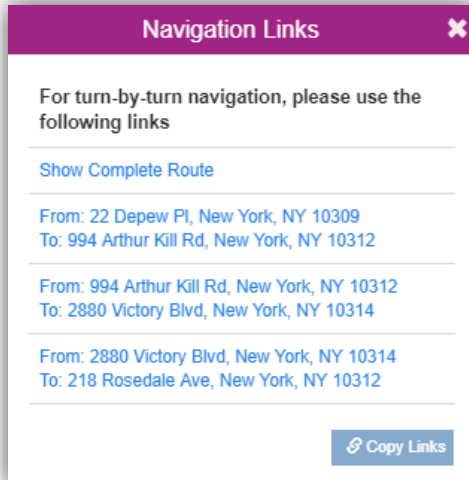 Navigation Links
For turn-by-turn navigation, please use the
following links
Show Complete Route
From: 22 Depew Pl, New York, NY 10309
To: 994 Arthur Kill Rd, New York, NY 10312
From: 994 Arthur Kill Rd, New York, NY 10312
To: 2880 Victory Blvd, New York, NY 10314
From: 2880 Victory Blvd, New York, NY 10314
To: 218 Rosedale Ave, New York, NY 10312
Copy Links